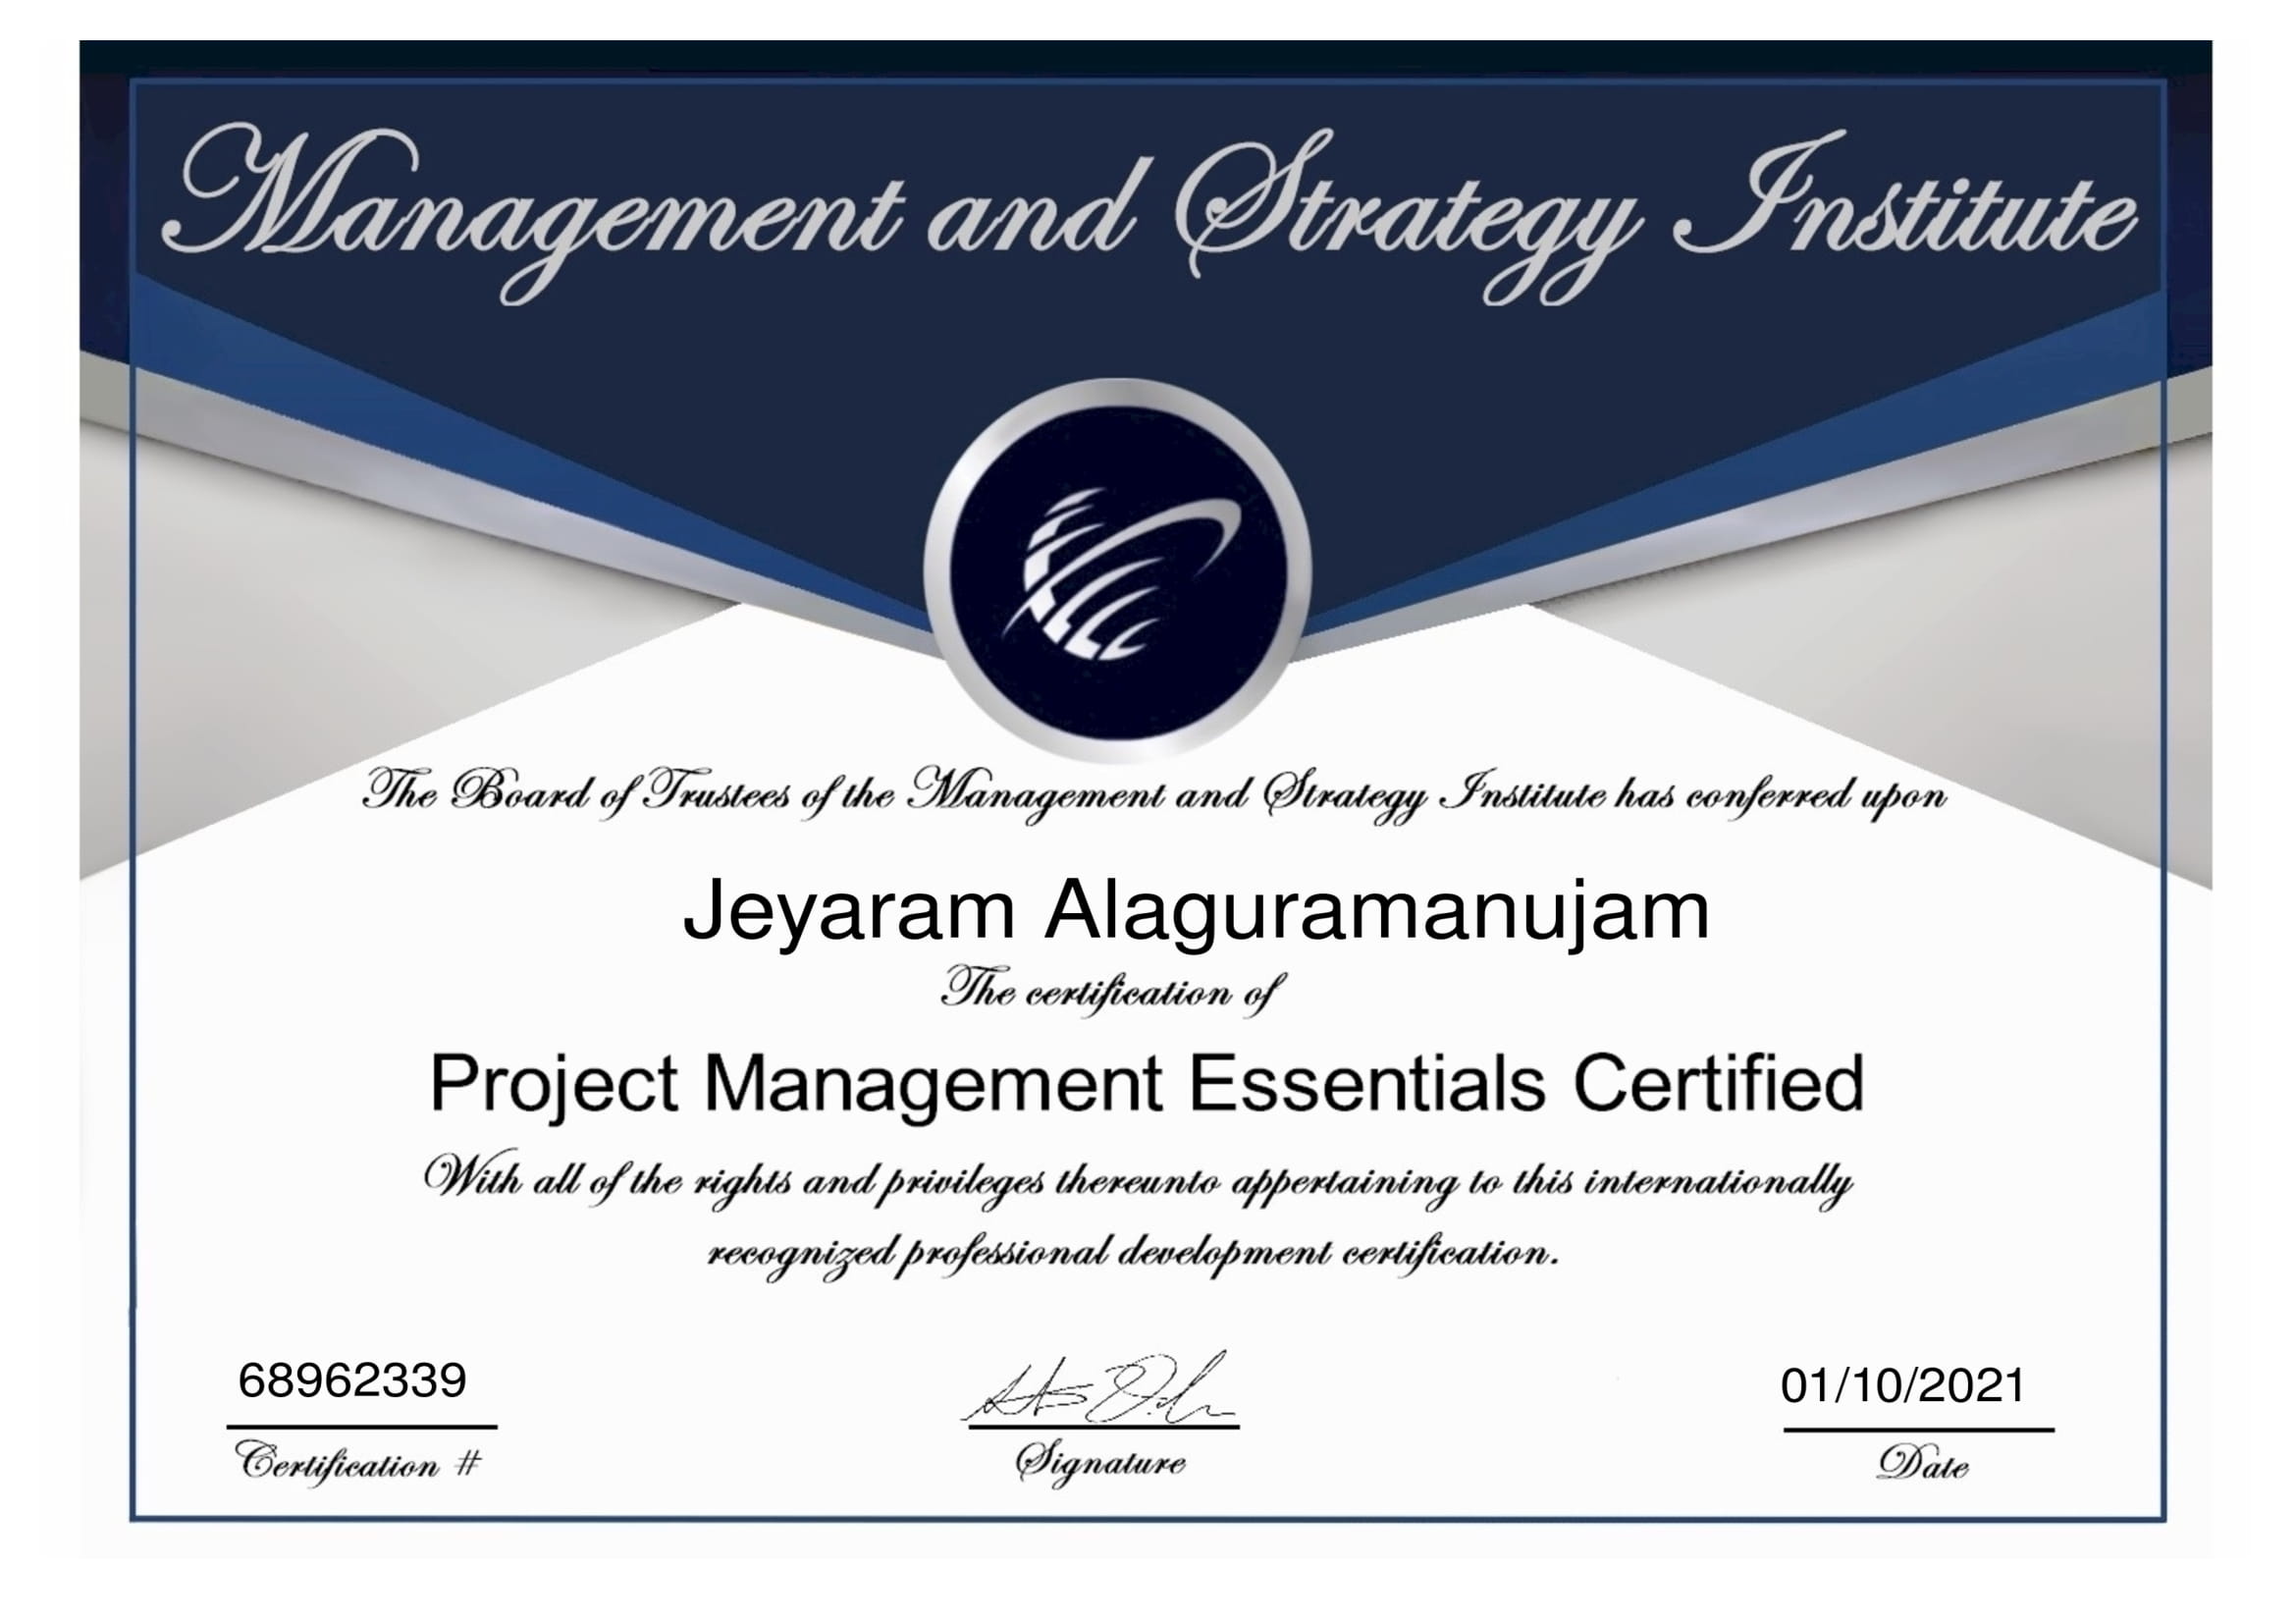 Management and Strategy Institute
The Board of Trustees of the Management and Strategy Institute has conferred upon
Jeyaram Alaguramanujam
The certification of
Project Management Essentials Certified
With all of the rights and privileges thereunto appertaining to this internationally
recognized professional development certification.
68962339
01/10/2021
Certification #
Signature
Date